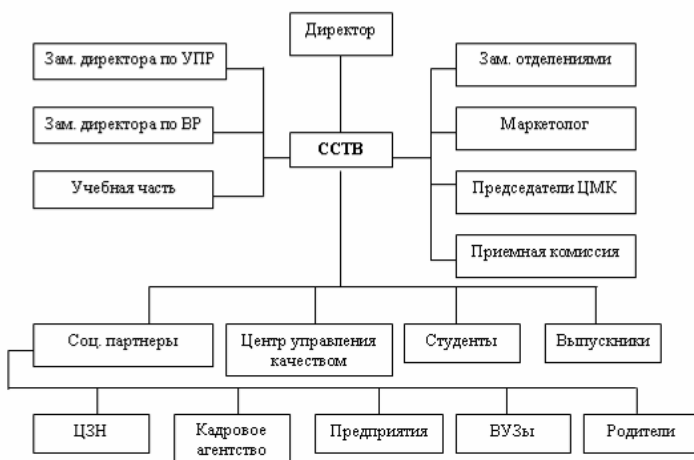 Директор
Зам. директора по УПР
Зам. отделениями
Зам. директора по ВР
Маркетолог
ССТВ
Учебная часть
Председатели ЦМК
Приемная комиссия
Соц. партнеры
Центр управления
качеством
Студенты
Выпускники
ЦЗН
Кадровое
агентство
Предприятия
ВУЗы
Родители